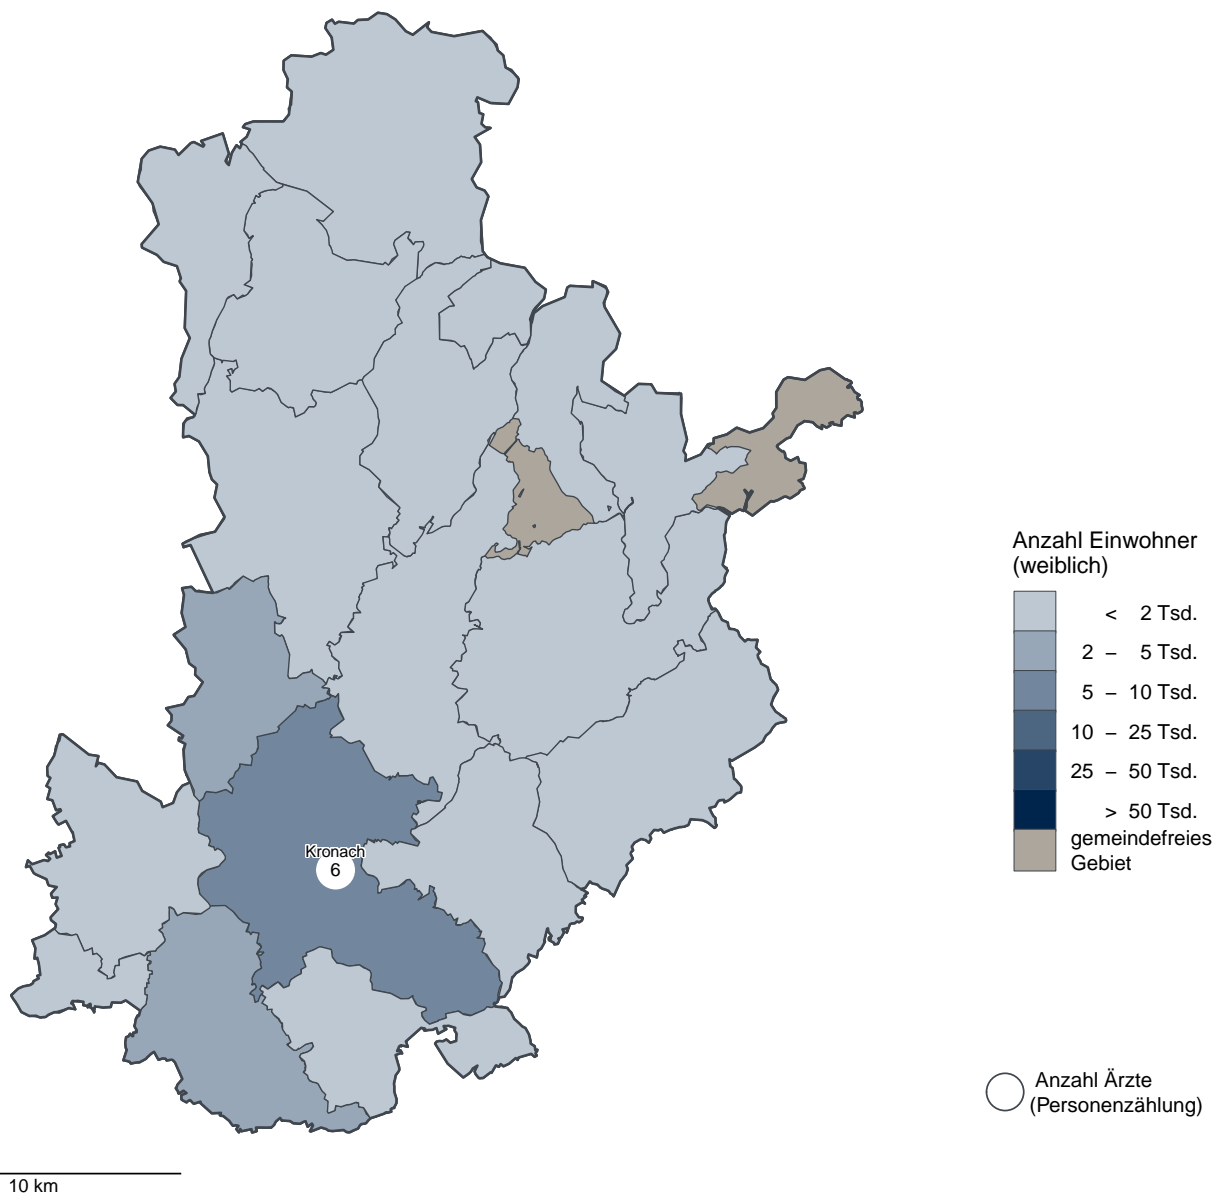 Kronach
6
Anzahl Einwohner
(weiblich)
< 2 Tsd.
2 – 5 Tsd.
5 – 10 Tsd.
10 – 25 Tsd.
25 – 50 Tsd.
> 50 Tsd.
gemeindefreies
Gebiet
Anzahl Ärzte
(Personenzählung)
10 km